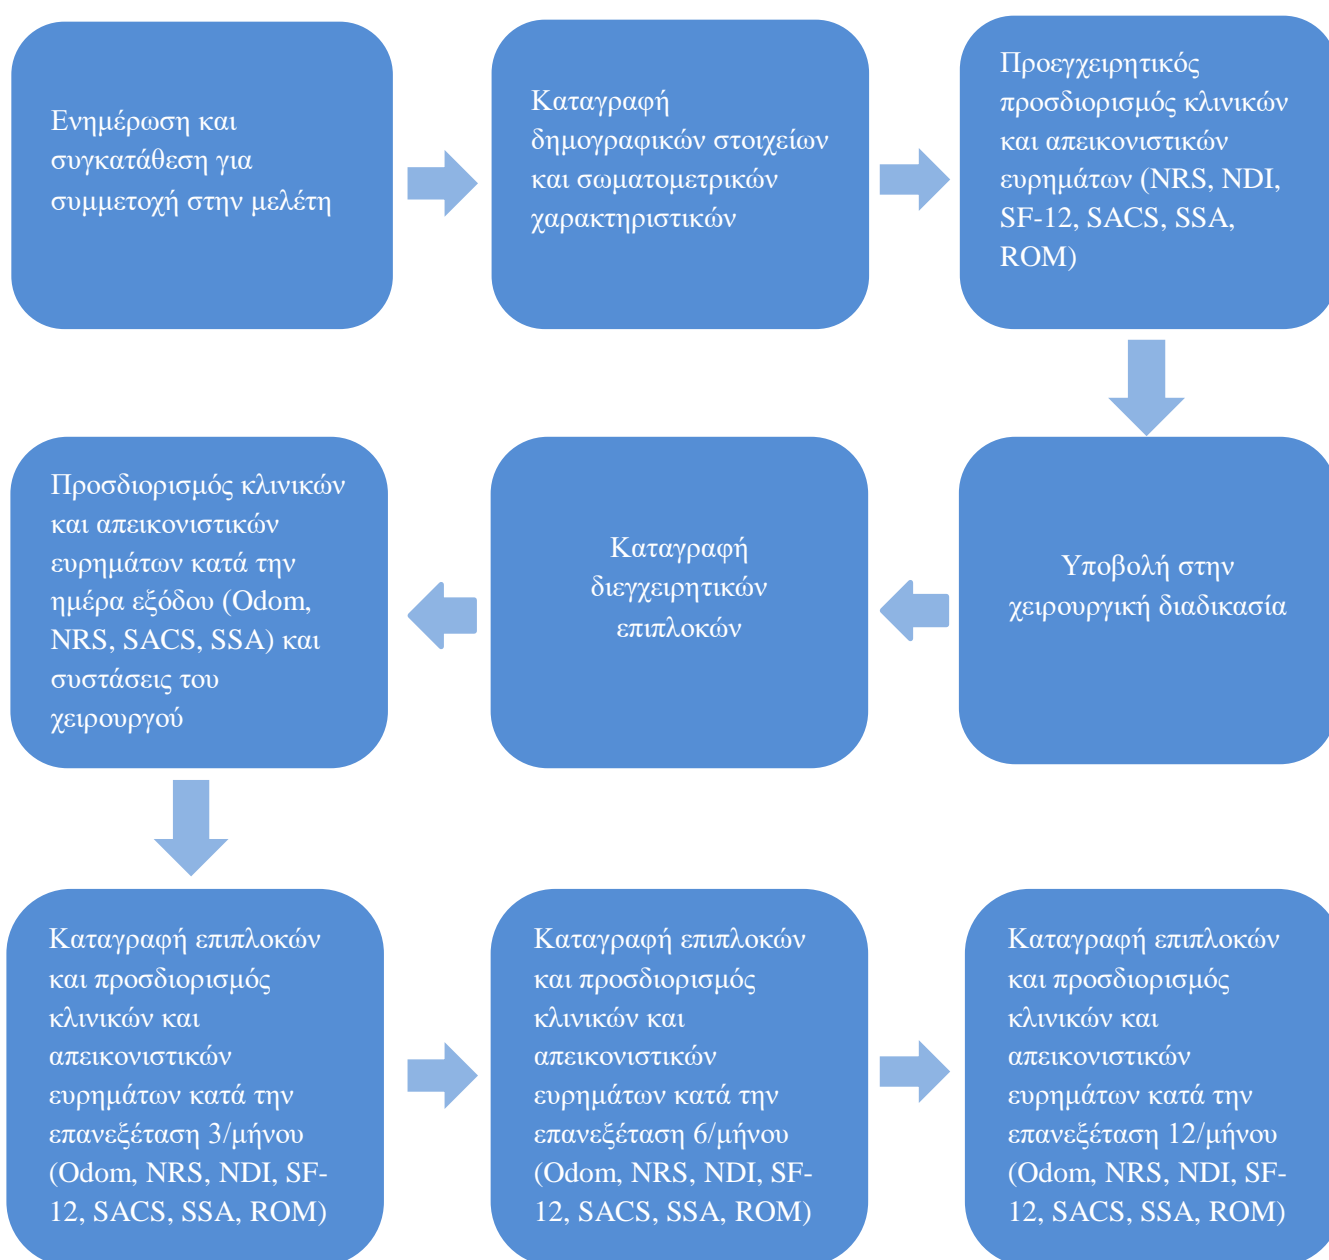 Ενημέρωση και
συγκατάθεση για
συμμετοχή στην μελέτη
Καταγραφή
δημογραφικών στοιχείων
και σωματομετρικών
χαρακτηριστικών
Προεγχειρητικός
προσδιορισμός κλινικών
και απεικονιστικών
ευρημάτων (NRS, NDI,
SF-12, SACS, SSA,
ROM)
Υποβολή στην
χειρουργική διαδικασία
Καταγραφή
διεγχειρητικών
επιπλοκών
Προσδιορισμός κλινικών
και απεικονιστικών
ευρημάτων κατά την
ημέρα εξόδου (Odom,
NRS, SACS, SSA) και
συστάσεις του
χειρουργού
Καταγραφή επιπλοκών
και προσδιορισμός
κλινικών και
απεικονιστικών
ευρημάτων κατά την
επανεξέταση 3/μήνου
(Odom, NRS, NDI, SF-
12, SACS, SSA, ROM)
Καταγραφή επιπλοκών
και προσδιορισμός
κλινικών και
απεικονιστικών
ευρημάτων κατά την
επανεξέταση 6/μήνου
(Odom, NRS, NDI, SF-
12, SACS, SSA, ROM)
Καταγραφή επιπλοκών
και προσδιορισμός
κλινικών και
απεικονιστικών
ευρημάτων κατά την
επανεξέταση 12/μήνου
(Odom, NRS, NDI, SF-
12, SACS, SSA, ROM)